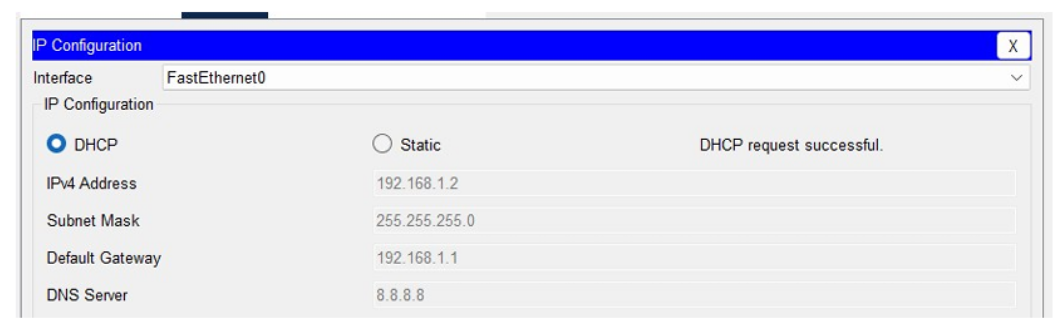 IP Configuration X
Interface FastEthernet0
IP Configuration
DHCP Static DHCP request successful.
IPv4 Address 192.168.1.2
Subnet Mask 255.255.255.0
Default Gateway 192.168.1.1
DNS Server 8.8.8.8